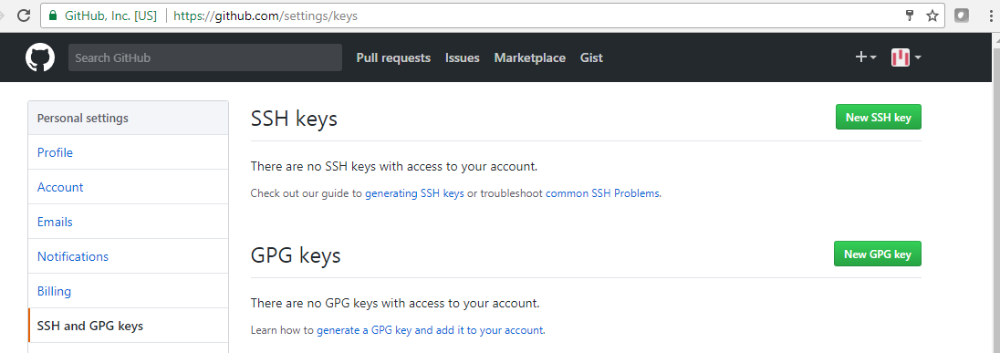 GitHub, Inc. [US] https://github.com/settings/keys
Search GitHub Pull requests Issues Marketplace Gist
Personal settings
Profile
Account
Emails
Notifications
Billing
SSH and GPG keys
SSH keys
New SSH key
There are no SSH keys with access to your account.
Check out our guide to generating SSH keys or troubleshoot common SSH Problems.
GPG keys
New GPG key
There are no GPG keys with access to your account.
Learn how to generate a GPG key and add it to your account.